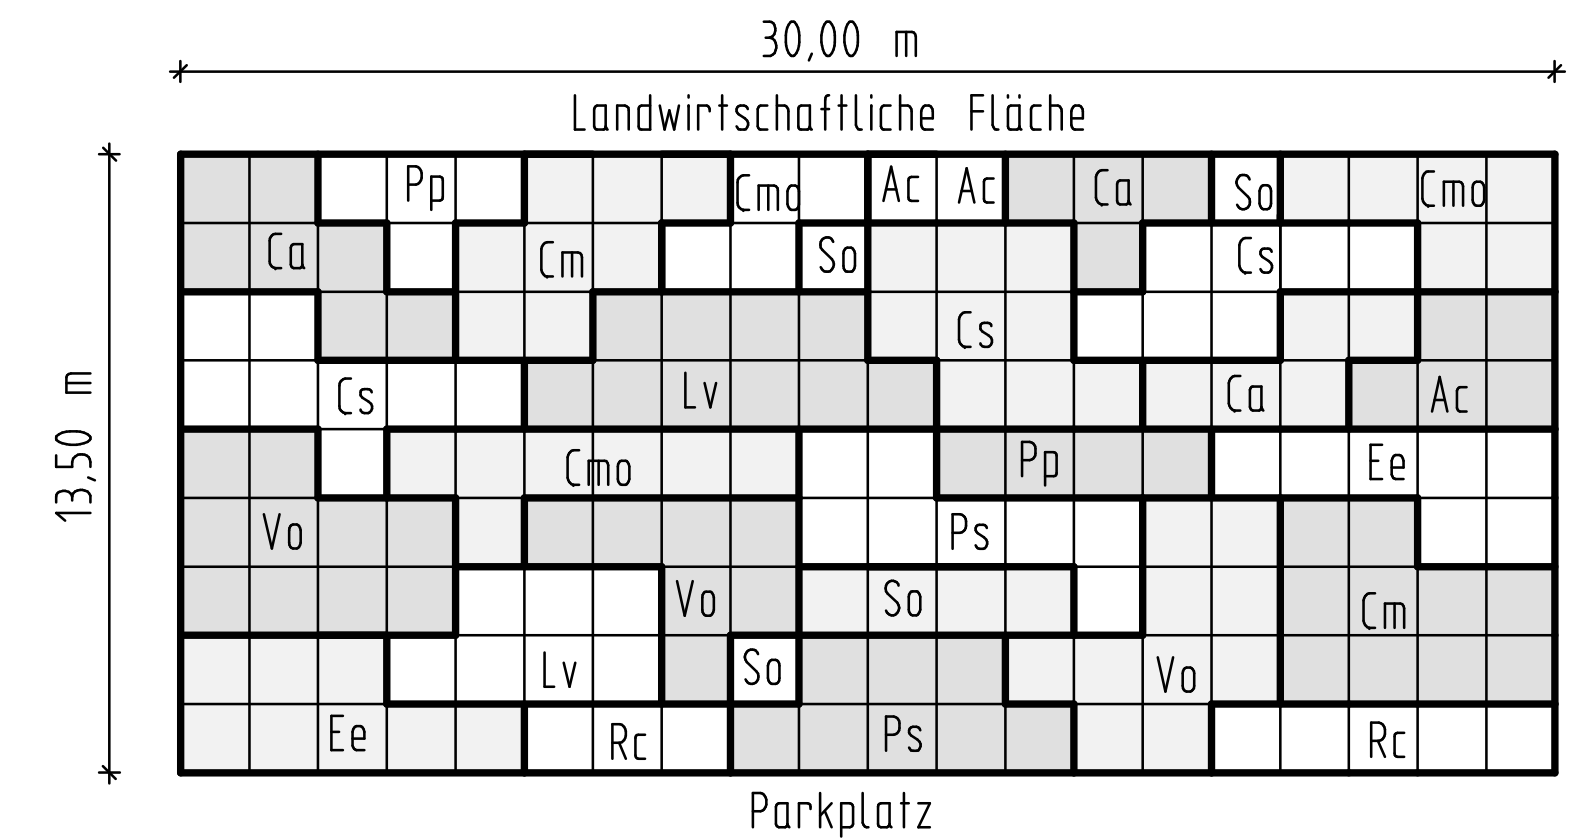 30,00 m
Landwirtschaftliche Fläche
Pp Cmo Ac Ac Ca So Cmo
Ca Cm So Cs
Cs
Cs Lv Ca Ac
Cmo Pp Ee
13,50 m
Vo Ps
Vo So Cm
Lv So Vo
Ee Rc Ps Rc
Parkplatz